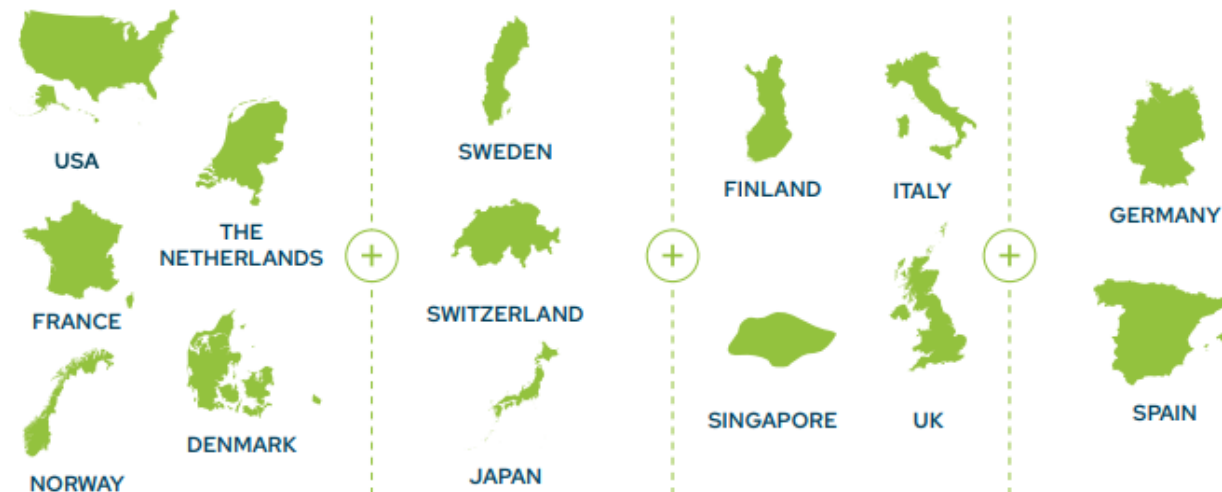 USA
THE
NETHERLANDS
FRANCE
DENMARK
NORWAY
+
SWEDEN
SWITZERLAND
JAPAN
+
FINLAND
ITALY
SINGAPORE
UK
+
GERMANY
SPAIN